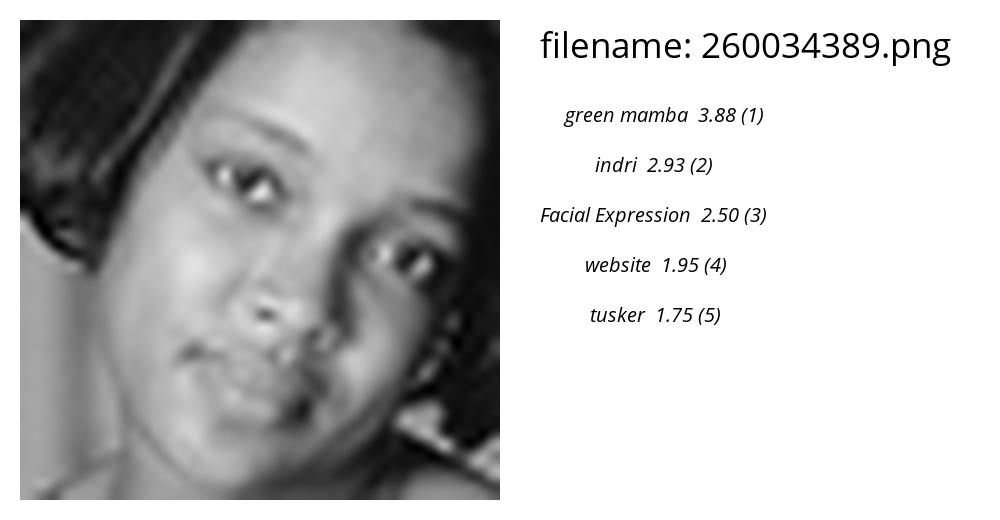 filename: 260034389.png
green mamba 3.88 (1)
indri 2.93 (2)
Facial Expression 2.50 (3)
website 1.95 (4)
tusker 1.75 (5)